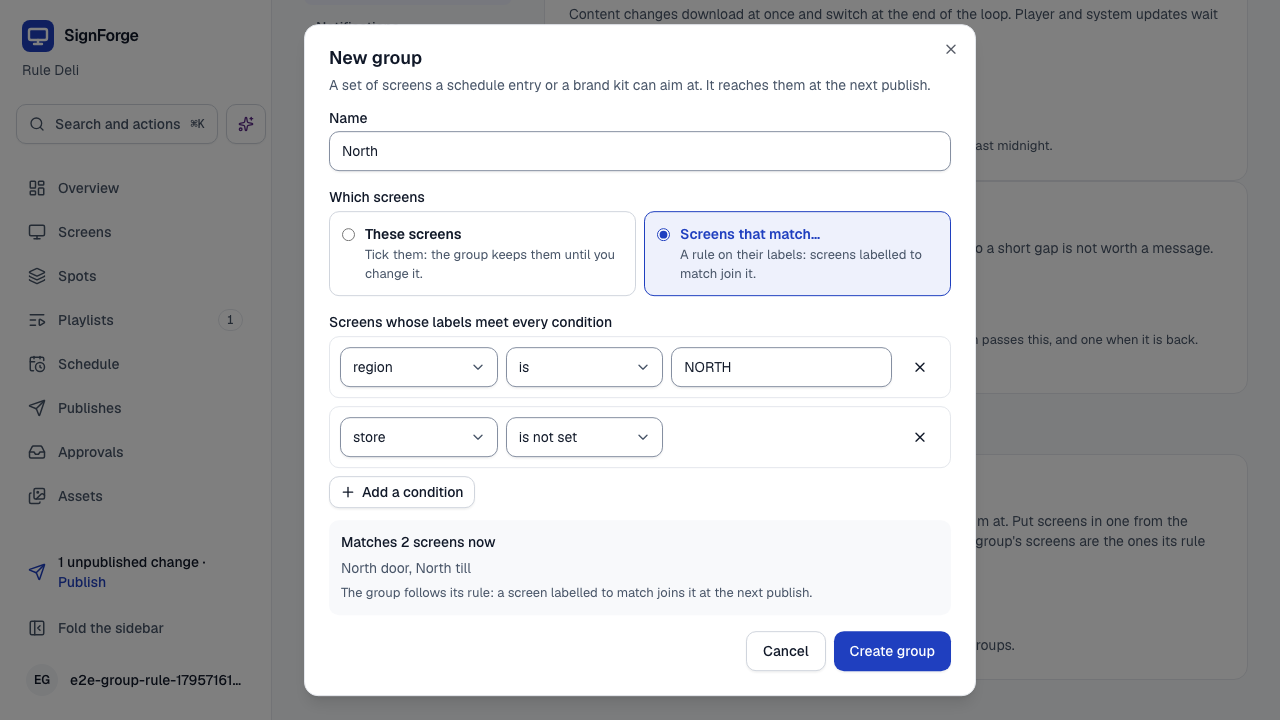 SignForge
Rule Deli
Search and actions ⌘K
Overview
Screens
Spots
Playlists 1
Schedule
Publishes
Approvals
Assets
1 unpublished change ·
Publish
Fold the sidebar
EG e2e-group-rule-17957161...
Content changes download at once and switch at the end of the loop. Player and system updates wait
ast midnight.
o a short gap is not worth a message.
passes this, and one when it is back.
m at. Put screens in one from the
group's screens are the ones its rule
roups.
New group
A set of screens a schedule entry or a brand kit can aim at. It reaches them at the next publish.
Name
North
Which screens
These screens
Tick them: the group keeps them until you
change it.
Screens that match...
A rule on their labels: screens labelled to
match join it.
Screens whose labels meet every condition
region is NORTH
store is not set
Add a condition
Matches 2 screens now
North door, North till
The group follows its rule: a screen labelled to match joins it at the next publish.
Cancel Create group